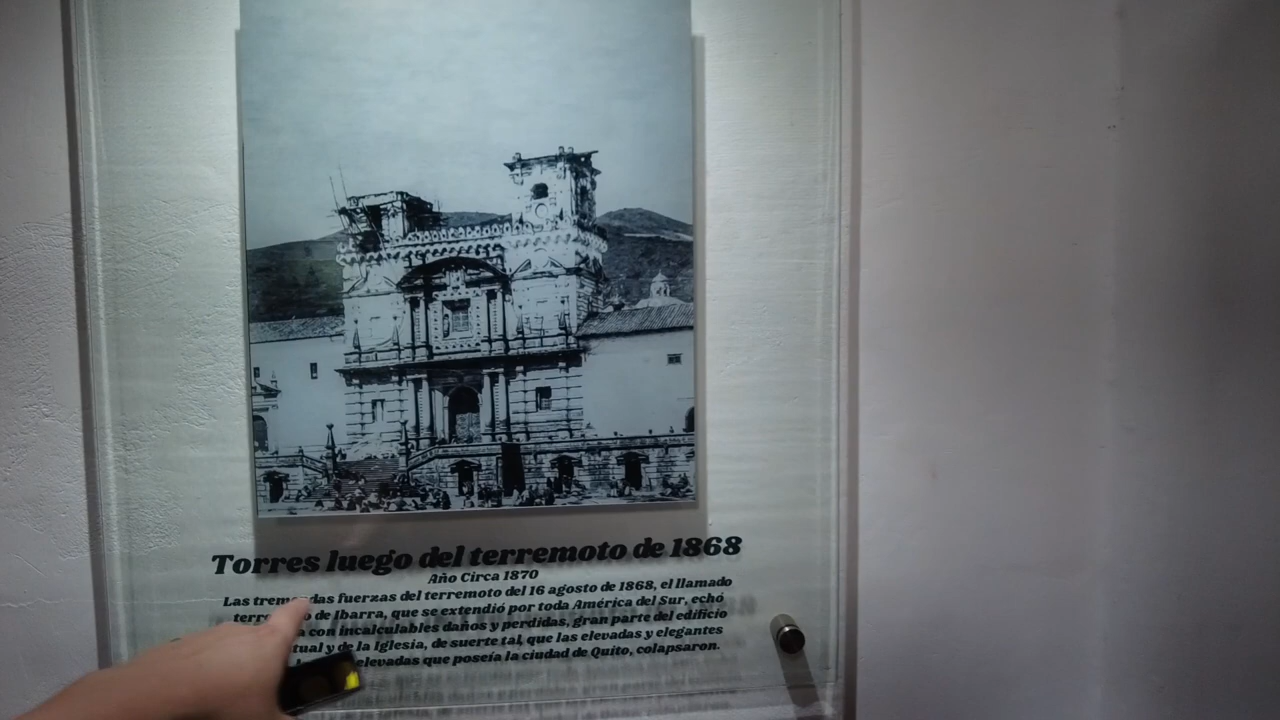 Torres luego del terremoto de 1868
Año Circa 1870
Las tremendas fuerzas del terremoto del 16 agosto de 1868, el llamado
de Ibarra, que se extendió por toda América del Sur, echó
con incalculables daños y perdidas, gran parte del edificio
y de la Iglesia, de suerte tal, que las elevadas y elegantes
elevadas que poseía la ciudad de Quito, colapsaron.